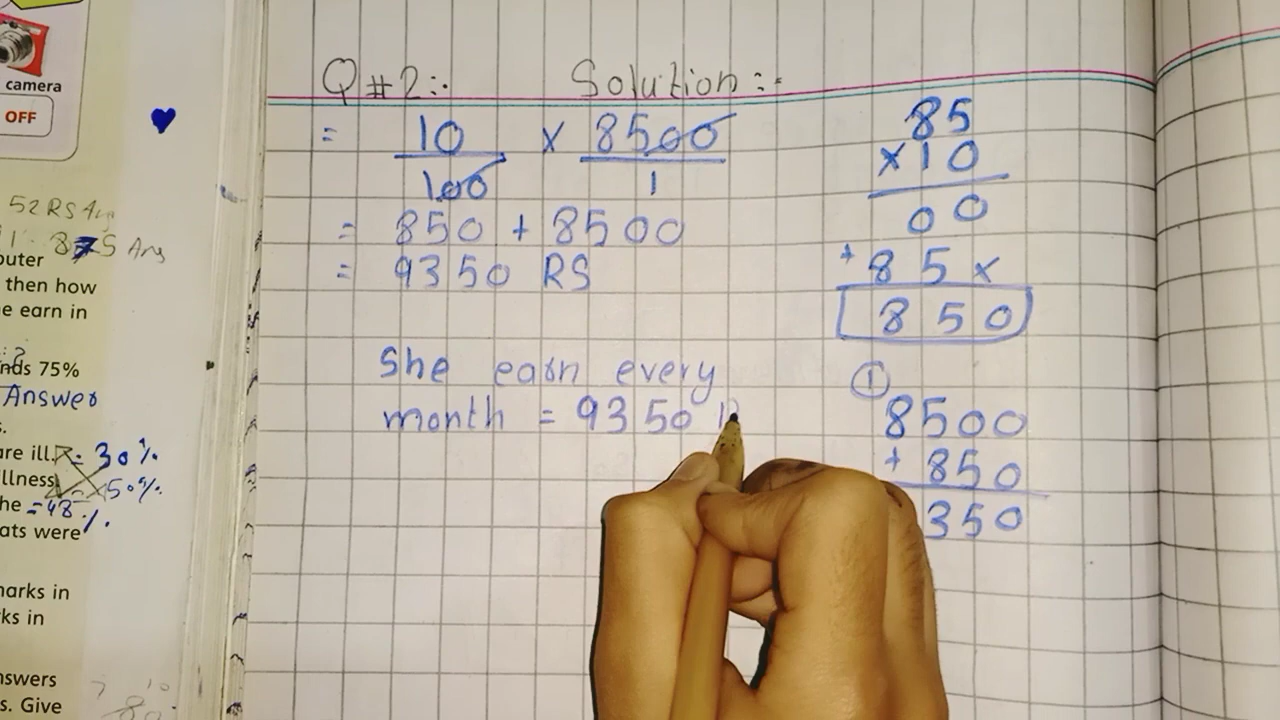 camera
OFF
52 RS
Ans
outer
then how
e earn in
nds 75%
Answer
are ill. = 30%
illness = 50%
he = 48%.
ats were
narks in
ks in
nswers
s. Give
Q#2:. Solution:.
= 10 × 8500
100 1
= 850 + 8500
= 9350 RS
She earn every
month = 9350
85
×10
00
+85×
850
1
8500
+850
350